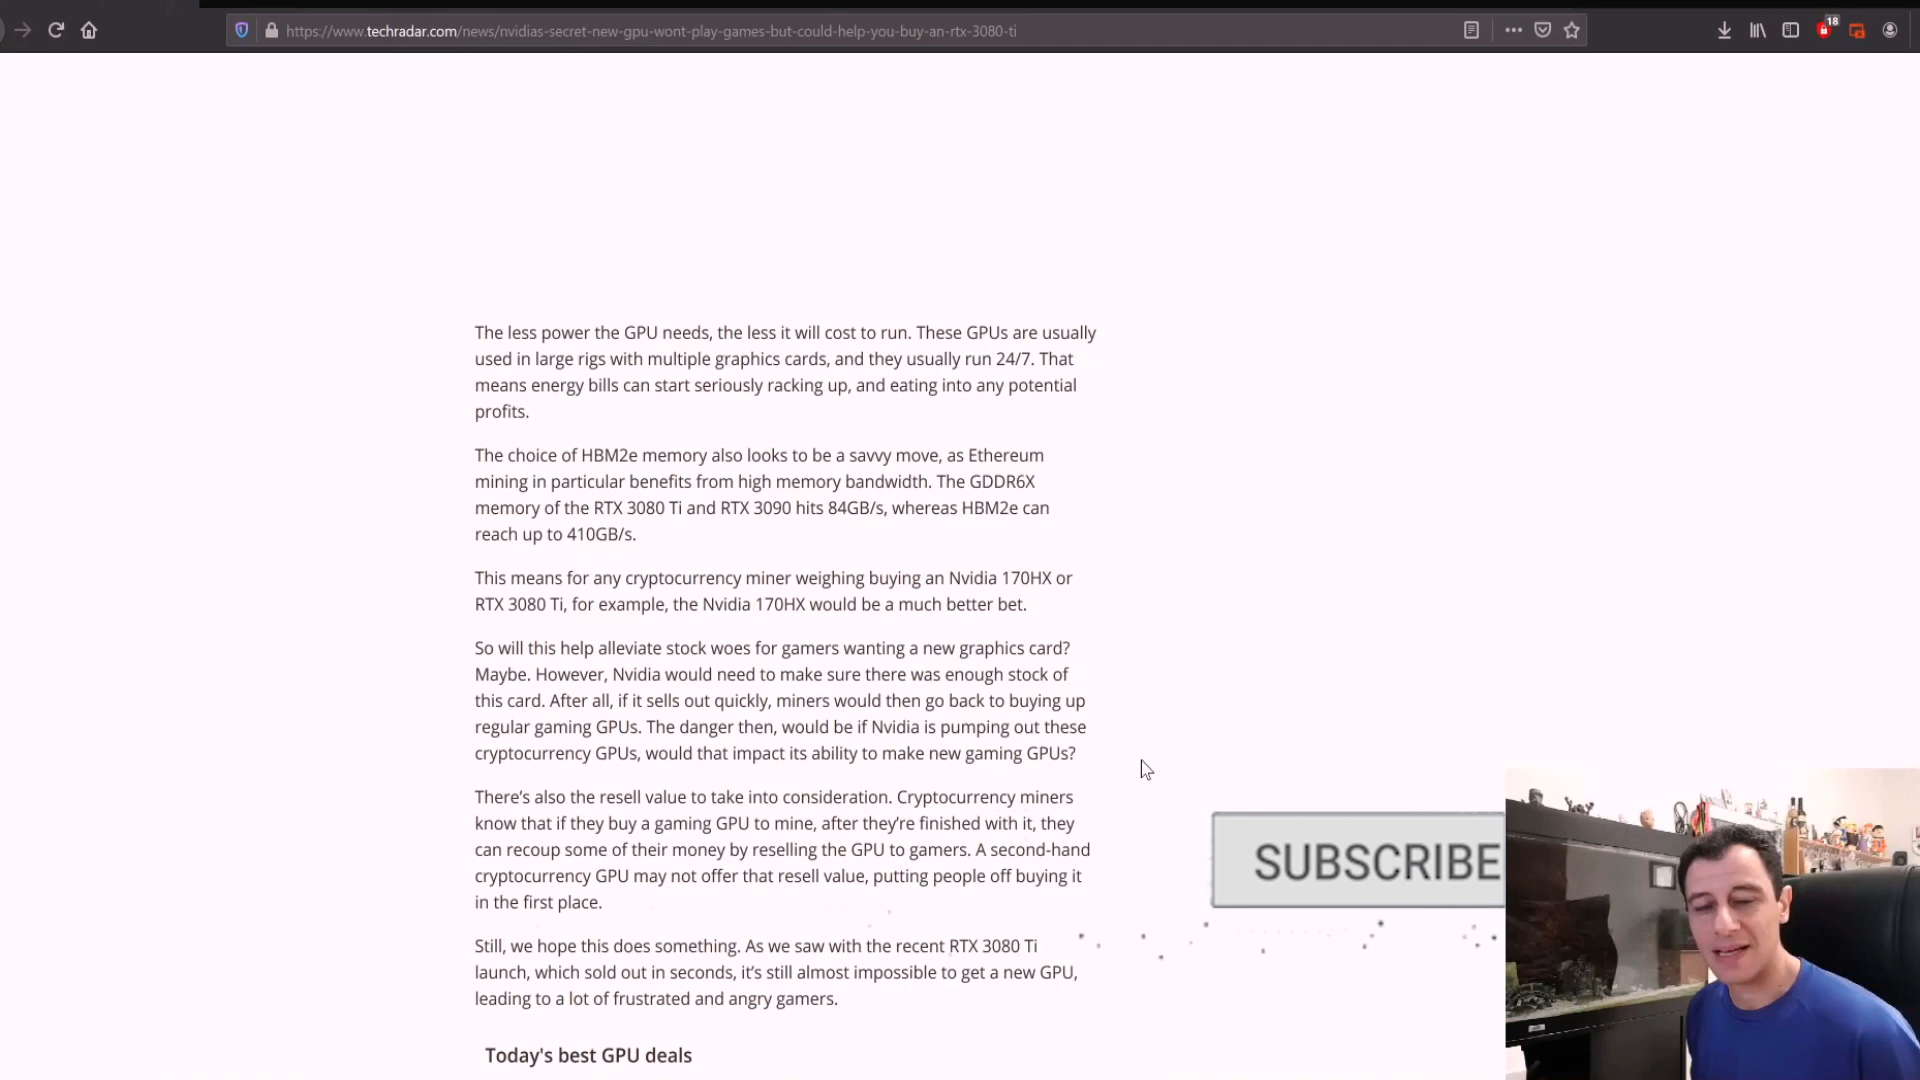 https://www.techradar.com/news/nvidias-secret-new-gpu-wont-play-games-but-could-help-you-buy-an-rtx-3080-ti
18
The less power the GPU needs, the less it will cost to run. These GPUs are usually
used in large rigs with multiple graphics cards, and they usually run 24/7. That
means energy bills can start seriously racking up, and eating into any potential
profits.
The choice of HBM2e memory also looks to be a savvy move, as Ethereum
mining in particular benefits from high memory bandwidth. The GDDR6X
memory of the RTX 3080 Ti and RTX 3090 hits 84GB/s, whereas HBM2e can
reach up to 410GB/s.
This means for any cryptocurrency miner weighing buying an Nvidia 170HX or
RTX 3080 Ti, for example, the Nvidia 170HX would be a much better bet.
So will this help alleviate stock woes for gamers wanting a new graphics card?
Maybe. However, Nvidia would need to make sure there was enough stock of
this card. After all, if it sells out quickly, miners would then go back to buying up
regular gaming GPUs. The danger then, would be if Nvidia is pumping out these
cryptocurrency GPUs, would that impact its ability to make new gaming GPUs?
There’s also the resell value to take into consideration. Cryptocurrency miners
know that if they buy a gaming GPU to mine, after they’re finished with it, they
can recoup some of their money by reselling the GPU to gamers. A second-hand
cryptocurrency GPU may not offer that resell value, putting people off buying it
in the first place.
SUBSCRIBE
Still, we hope this does something. As we saw with the recent RTX 3080 Ti
launch, which sold out in seconds, it’s still almost impossible to get a new GPU,
leading to a lot of frustrated and angry gamers.
Today's best GPU deals